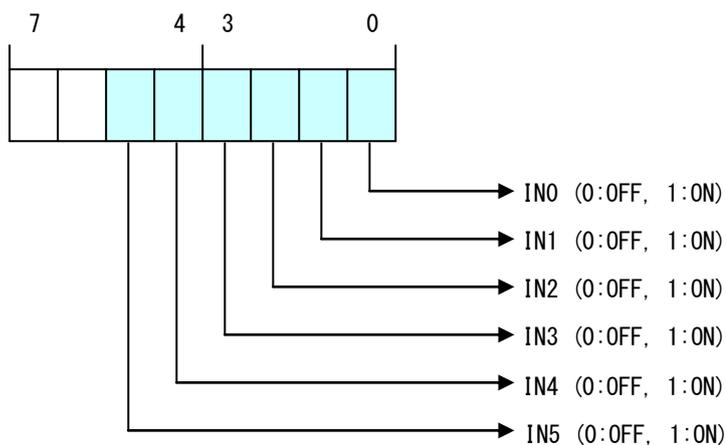 7 4 3 0
IN0 (0:OFF, 1:ON)
IN1 (0:OFF, 1:ON)
IN2 (0:OFF, 1:ON)
IN3 (0:OFF, 1:ON)
IN4 (0:OFF, 1:ON)
IN5 (0:OFF, 1:ON)